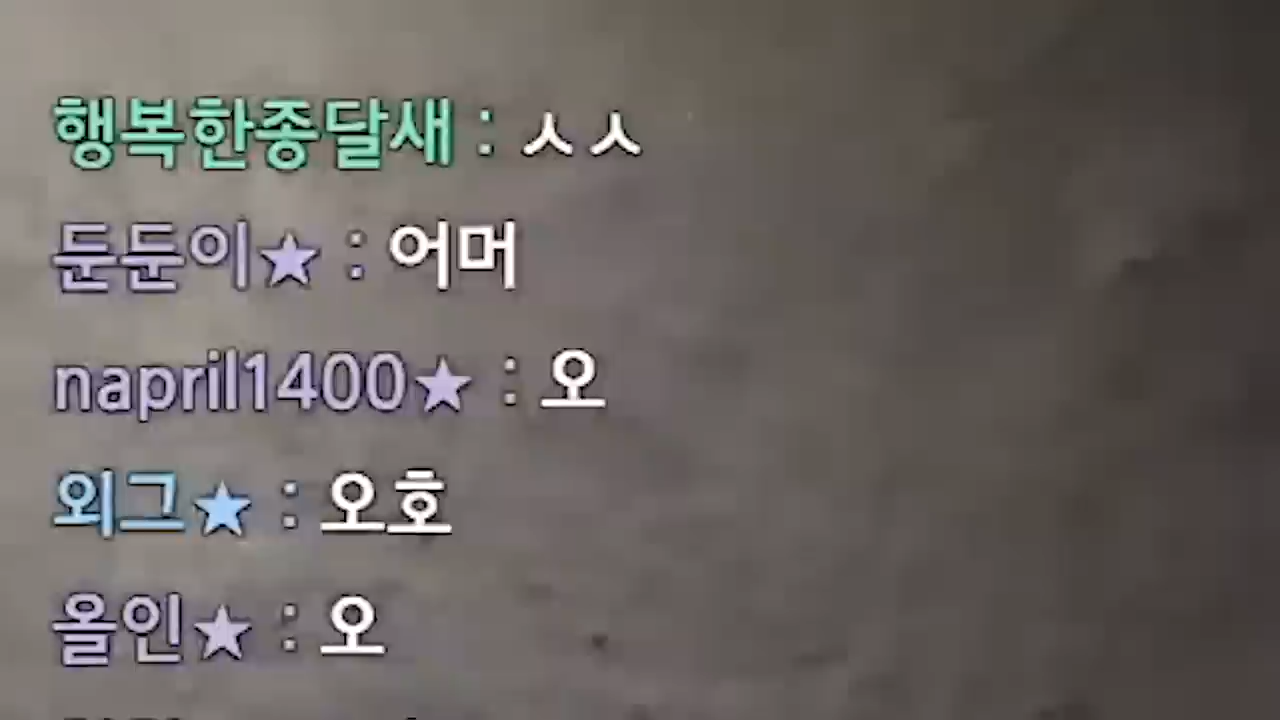 행복한종달새 : ㅅㅅ
둔둔이★ : 어머
napril1400★ : 오
외그★ : 오호
올인★ : 오